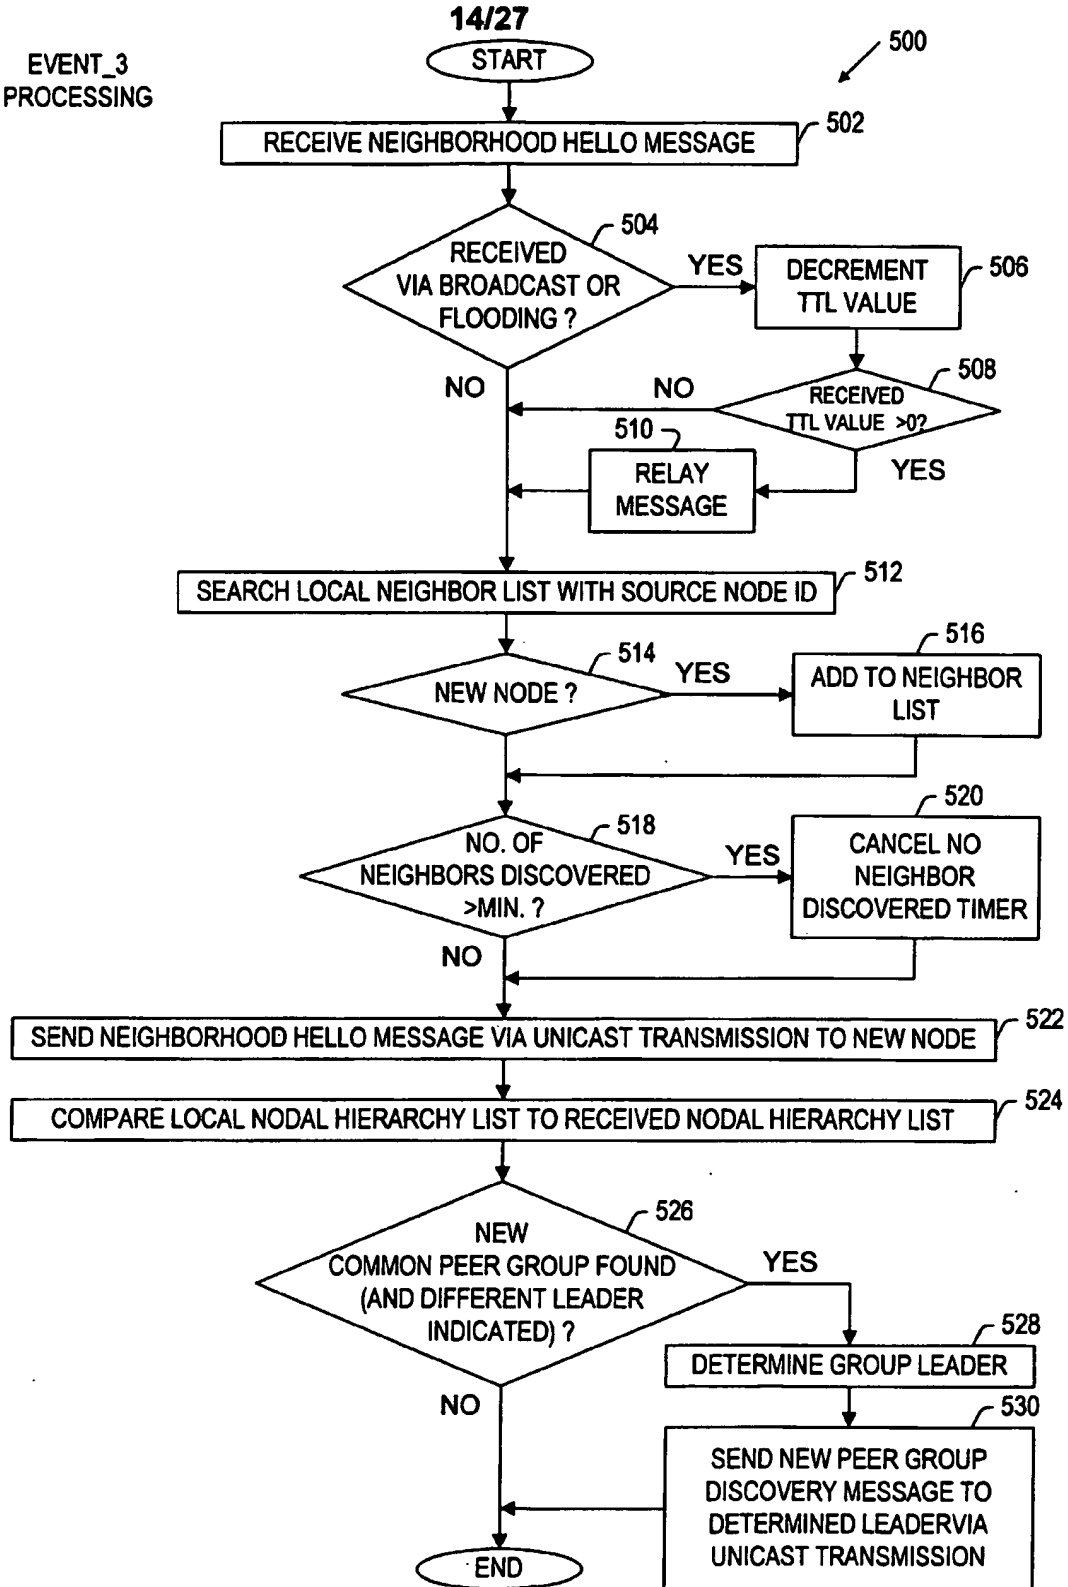 14/27
EVENT_3
PROCESSING
START
500
RECEIVE NEIGHBORHOOD HELLO MESSAGE
502
RECEIVED
VIA BROADCAST OR
FLOODING ?
504
YES
DECREMENT
TTL VALUE
506
NO
NO
RECEIVED
TTL VALUE >0?
508
510
RELAY
MESSAGE
YES
SEARCH LOCAL NEIGHBOR LIST WITH SOURCE NODE ID
512
NEW NODE ?
514
YES
ADD TO NEIGHBOR
LIST
516
NO. OF
NEIGHBORS DISCOVERED
>MIN. ?
518
YES
CANCEL NO
NEIGHBOR
DISCOVERED TIMER
520
NO
SEND NEIGHBORHOOD HELLO MESSAGE VIA UNICAST TRANSMISSION TO NEW NODE
522
COMPARE LOCAL NODAL HIERARCHY LIST TO RECEIVED NODAL HIERARCHY LIST
524
NEW
COMMON PEER GROUP FOUND
(AND DIFFERENT LEADER
INDICATED) ?
526
YES
DETERMINE GROUP LEADER
528
NO
SEND NEW PEER GROUP
DISCOVERY MESSAGE TO
DETERMINED LEADERVIA
UNICAST TRANSMISSION
530
END